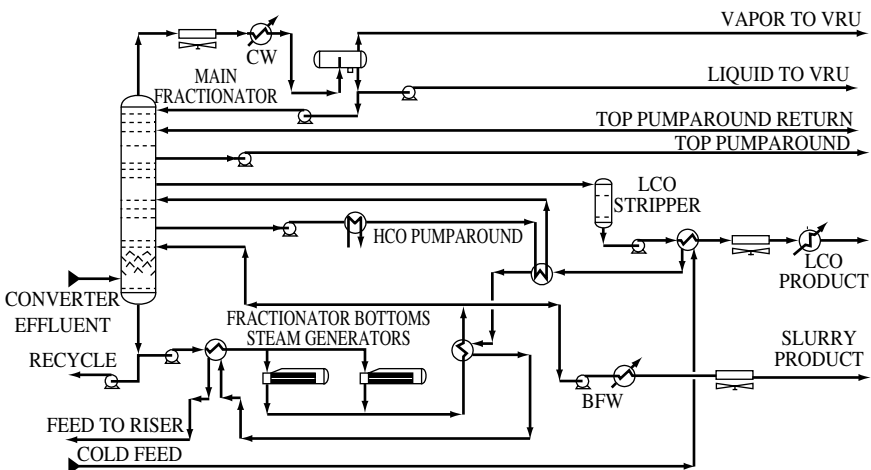 VAPOR TO VRU
CW
MAIN
FRACTIONATOR
LIQUID TO VRU
TOP PUMPAROUND RETURN
TOP PUMPAROUND
LCO
STRIPPER
HCO PUMPAROUND
LCO
PRODUCT
CONVERTER
EFFLUENT
FRACTIONATOR BOTTOMS
STEAM GENERATORS
SLURRY
PRODUCT
RECYCLE
BFW
FEED TO RISER
COLD FEED